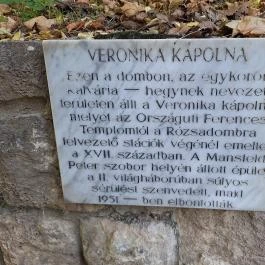 VERONIKA KÁPOLNA
Ezen a dombon, az egykoron
kálvária — hegynek nevezet
területen állt a Veronika kápoln
melyet az Országúti Ferences
Templomtól a Rózsadombra
felvezető stációk végénél emelte
a XVII. században. A Mansfeld
Péter szobor helyén állott épüle
a II. világháborúban súlyos
sérülést szenvedett, majd
1951 — ben elbontották